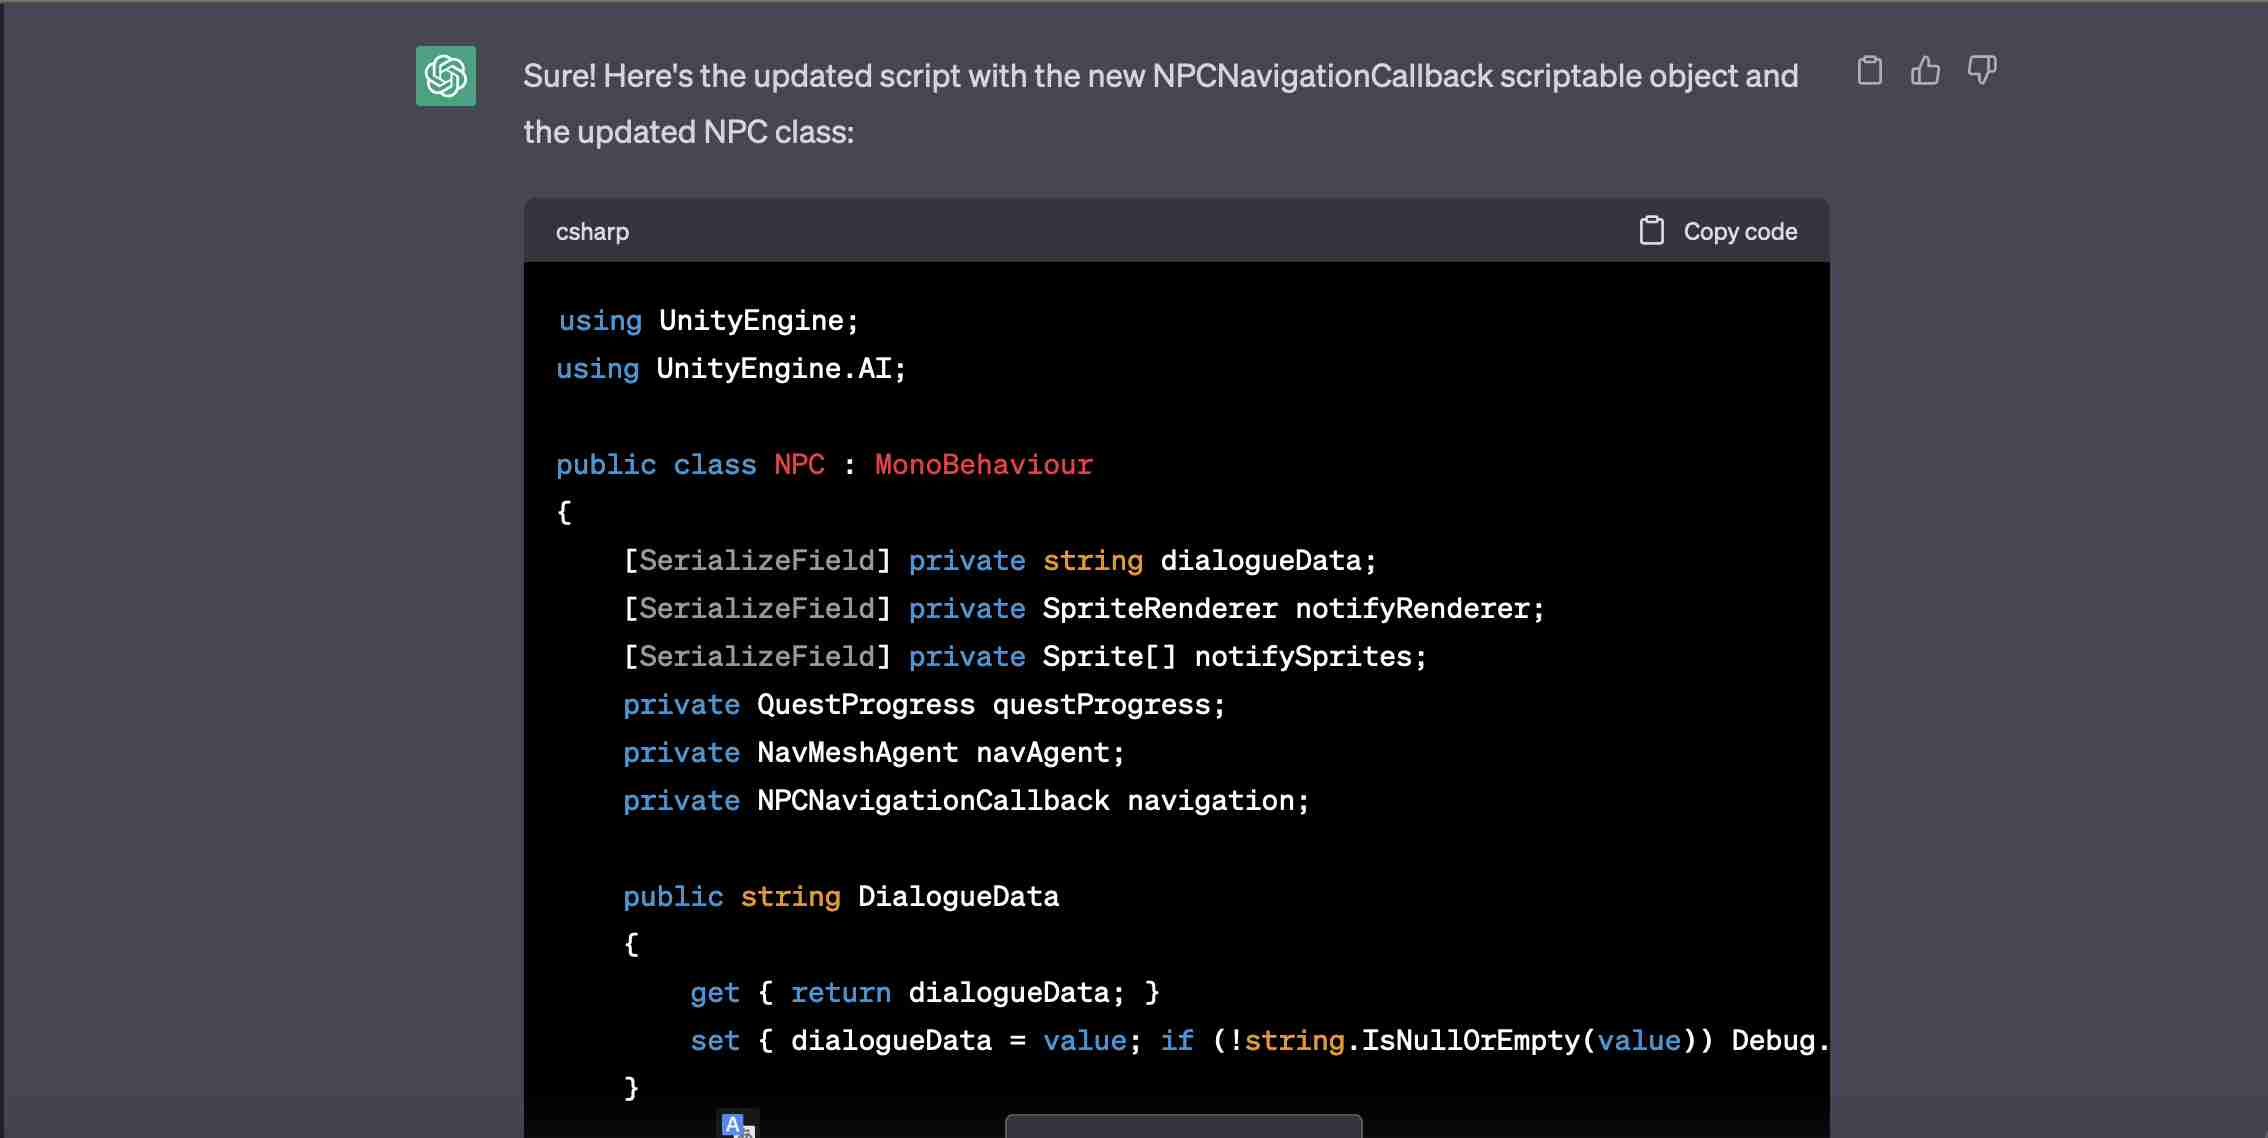 Sure! Here's the updated script with the new NPCNavigationCallback scriptable object and
the updated NPC class:
csharp
Copy code
using UnityEngine;
using UnityEngine.AI;
public class NPC : MonoBehaviour
{
[SerializeField] private string dialogueData;
[SerializeField] private SpriteRenderer notifyRenderer;
[SerializeField] private Sprite[] notifySprites;
private QuestProgress questProgress;
private NavMeshAgent navAgent;
private NPCNavigationCallback navigation;
public string DialogueData
{
get { return dialogueData; }
set { dialogueData = value; if (!string.IsNullOrEmpty(value)) Debug.
}
A